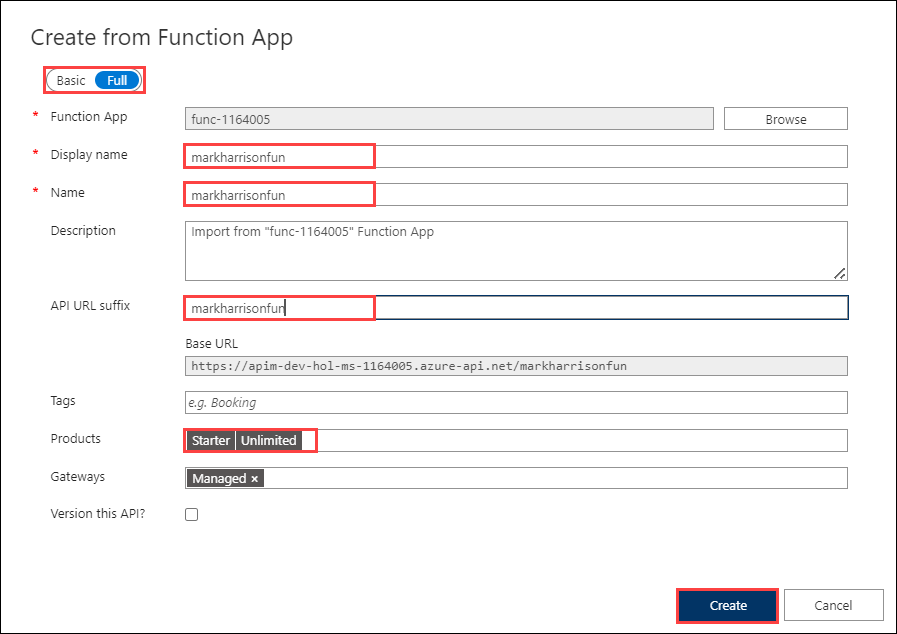 Create from Function App
Basic Full
* Function App func-1164005 Browse
* Display name markharrisonfun
* Name markharrisonfun
Description Import from "func-1164005" Function App
API URL suffix markharrisonfun
Base URL
https://apim-dev-hol-ms-1164005.azure-api.net/markharrisonfun
Tags e.g. Booking
Products Starter Unlimited
Gateways Managed ×
Version this API?
Create Cancel